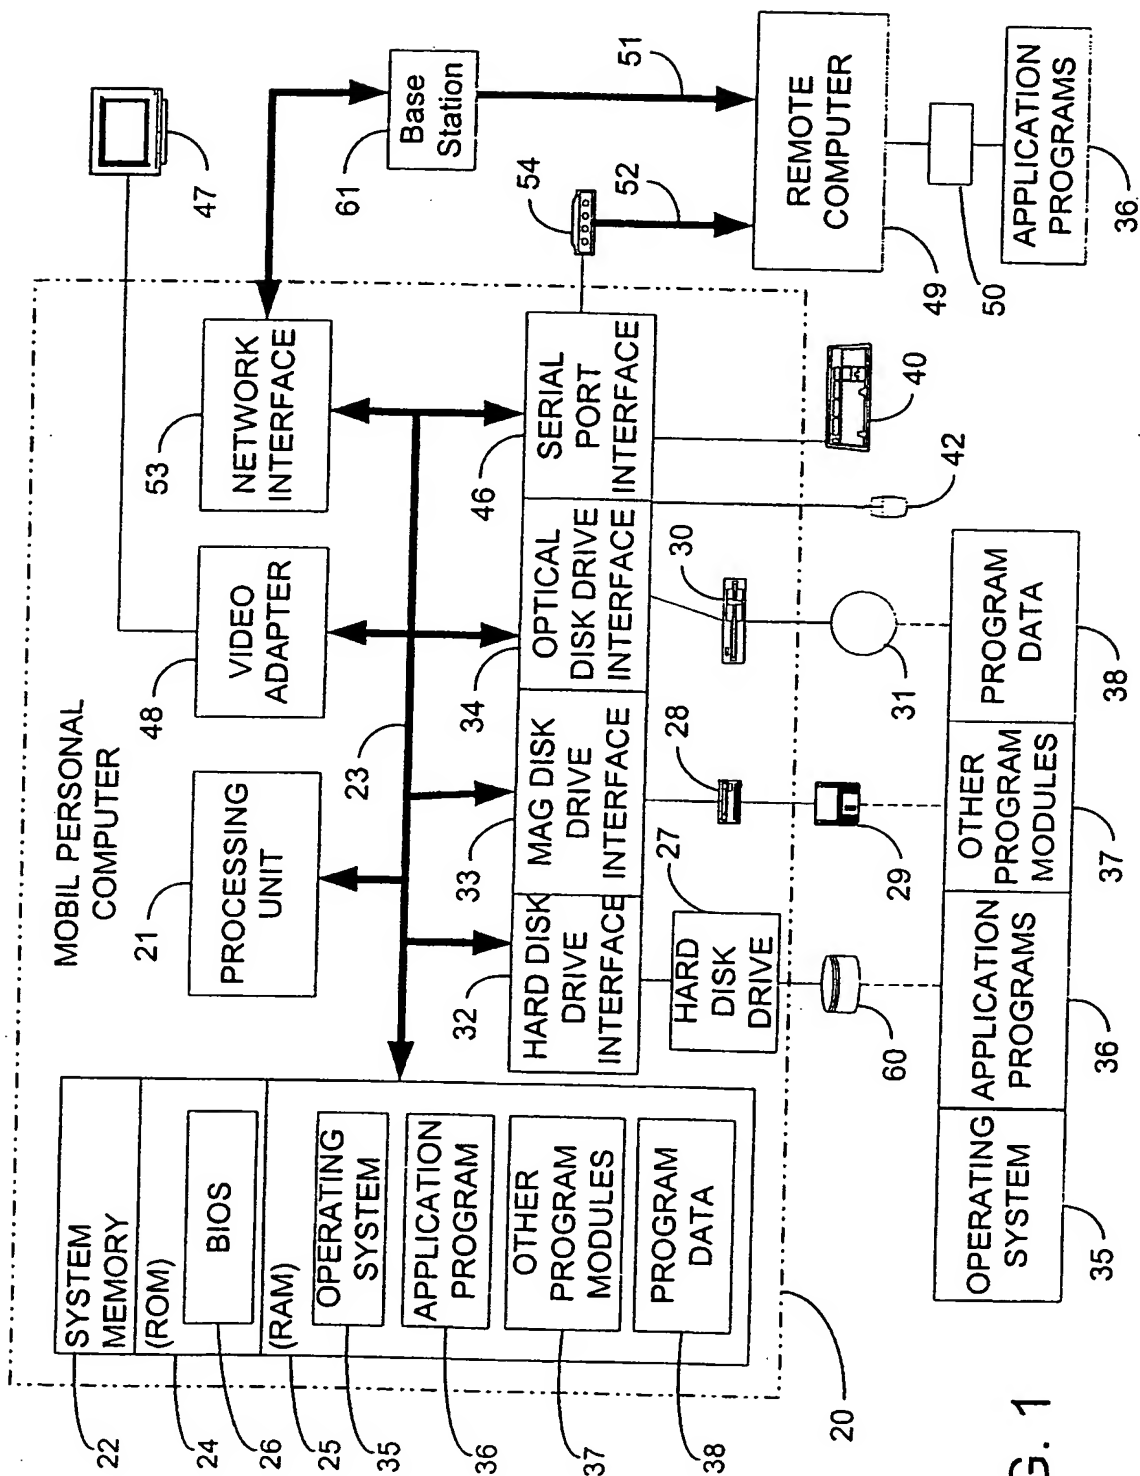 MOBIL PERSONAL
COMPUTER
SYSTEM
MEMORY
(ROM)
BIOS
(RAM)
OPERATING
SYSTEM
APPLICATION
PROGRAM
OTHER
PROGRAM
MODULES
PROGRAM
DATA
22
24
26
25
35
36
37
38
20
21
PROCESSING
UNIT
48
VIDEO
ADAPTER
53
NETWORK
INTERFACE
47
23
61
Base
Station
51
32
HARD DISK
DRIVE
INTERFACE
33
MAG DISK
DRIVE
INTERFACE
34
OPTICAL
DISK DRIVE
INTERFACE
46
SERIAL
PORT
INTERFACE
54
52
HARD
DISK
DRIVE
27
28
30
42
40
60
29
31
REMOTE
COMPUTER
49
50
APPLICATION
PROGRAMS
36
OPERATING
SYSTEM
APPLICATION
PROGRAMS
OTHER
PROGRAM
MODULES
PROGRAM
DATA
35
36
37
38
G. 1